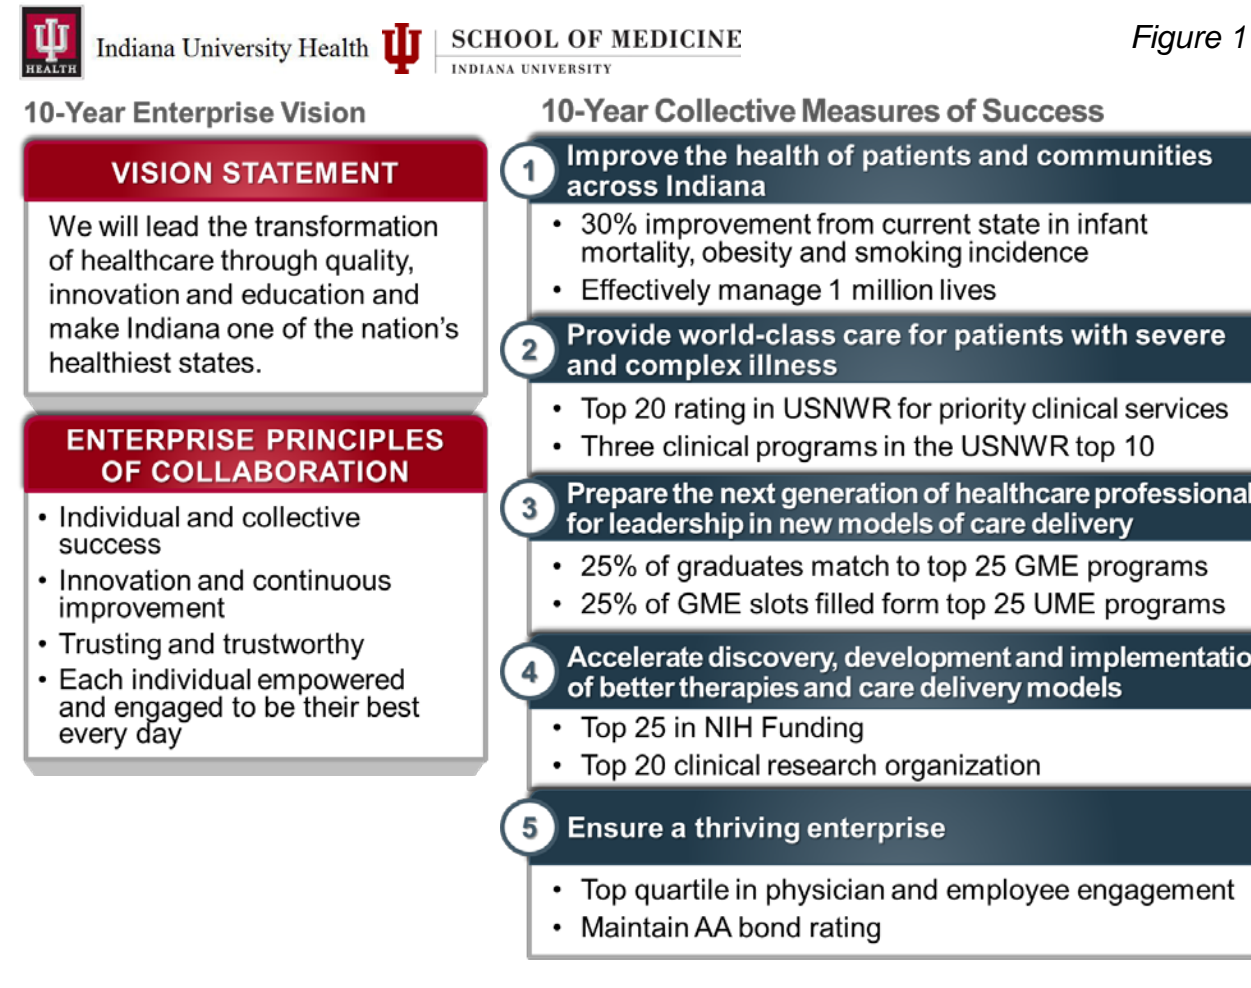 HEALTH
Indiana University Health
SCHOOL OF MEDICINE
INDIANA UNIVERSITY
Figure 1
10-Year Enterprise Vision
VISION STATEMENT
We will lead the transformation
of healthcare through quality,
innovation and education and
make Indiana one of the nation's
healthiest states.
ENTERPRISE PRINCIPLES
OF COLLABORATION
• Individual and collective
success
• Innovation and continuous
improvement
• Trusting and trustworthy
• Each individual empowered
and engaged to be their best
every day
10-Year Collective Measures of Success
1 Improve the health of patients and communities
across Indiana
• 30% improvement from current state in infant
mortality, obesity and smoking incidence
• Effectively manage 1 million lives
2 Provide world-class care for patients with severe
and complex illness
• Top 20 rating in USNWR for priority clinical services
• Three clinical programs in the USNWR top 10
3 Prepare the next generation of healthcare professional
for leadership in new models of care delivery
• 25% of graduates match to top 25 GME programs
• 25% of GME slots filled form top 25 UME programs
4 Accelerate discovery, development and implementatio
of better therapies and care delivery models
• Top 25 in NIH Funding
• Top 20 clinical research organization
5 Ensure a thriving enterprise
• Top quartile in physician and employee engagement
• Maintain AA bond rating